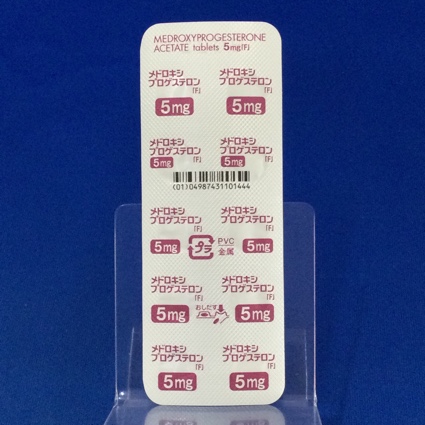 MEDROXYPROGESTERONE
ACETATE tablets 5mg「F」
メドロキシ メドロキシ
プロゲステロン プロゲステロン
「F」 「F」
5mg 5mg
メドロキシ メドロキシ
プロゲステロン プロゲステロン
5mg「F」 5mg「F」
(01)04987431101444
メドロキシ メドロキシ
プロゲステロン プロゲステロン
「F」 「F」
5mg プラ PVC 5mg
金属
メドロキシ メドロキシ
プロゲステロン プロゲステロン
「F」 おしだす 「F」
5mg 5mg
メドロキシ メドロキシ
プロゲステロン プロゲステロン
「F」 「F」
5mg 5mg